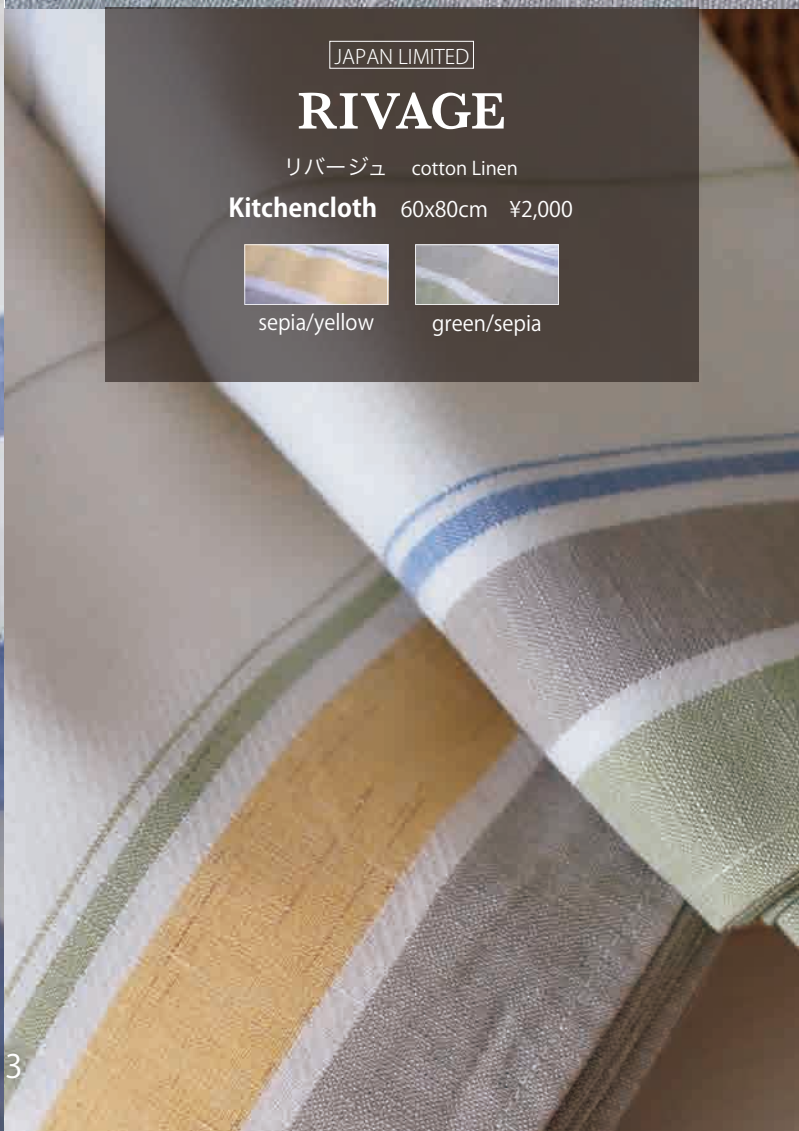 JAPAN LIMITED
RIVAGE
リバージュ cotton Linen
Kitchencloth 60x80cm ¥2,000
sepia/yellow green/sepia
3